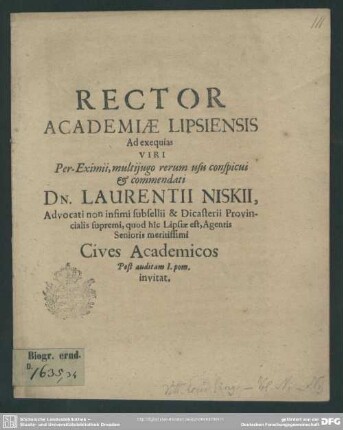 RECTOR
ACADEMIÆ LIPSIENSIS
Ad exequias
VIRI
Per-Eximii, multijugo rerum usu conspicui
& commendati
DN. LAURENTII NISKII,
Advocati non infimi subsellii & Dicasterii Provin-
cialis supremi, quod hîc Lipsiæ est, Agentis
Senioris meritissimi
Cives Academicos
Post auditam I. pom.
invitat.
Biogr. erud.